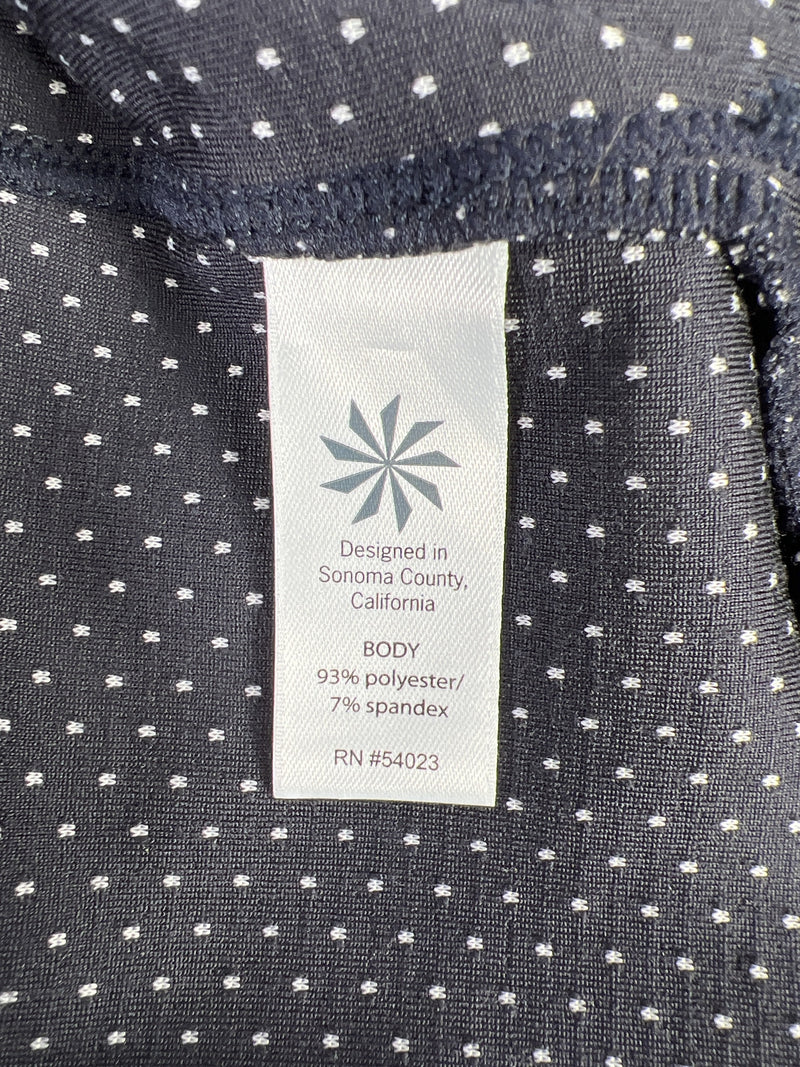 Designed in
Sonoma County,
California
BODY
93% polyester/
7% spandex
RN #54023